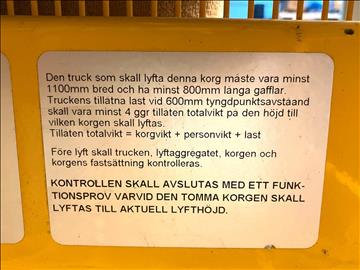 Den truck som skall lyfta denna korg måste vara minst
1100mm bred och ha minst 800mm långa gafflar.
Truckens tillåtna last vid 600mm tyngdpunktsavstaand
skall vara minst 4 ggr tillåten totalvikt på den höjd till
vilken korgen skall lyftas.
Tillåten totalvikt = korgvikt + personvikt + last
Före lyft skall trucken, lyftaggregatet, korgen och
korgens fastsättning kontrolleras.
KONTROLLEN SKALL AVSLUTAS MED ETT FUNK-
TIONSPROV VARVID DEN TOMMA KORGEN SKALL
LYFTAS TILL AKTUELL LYFTHÖJD.